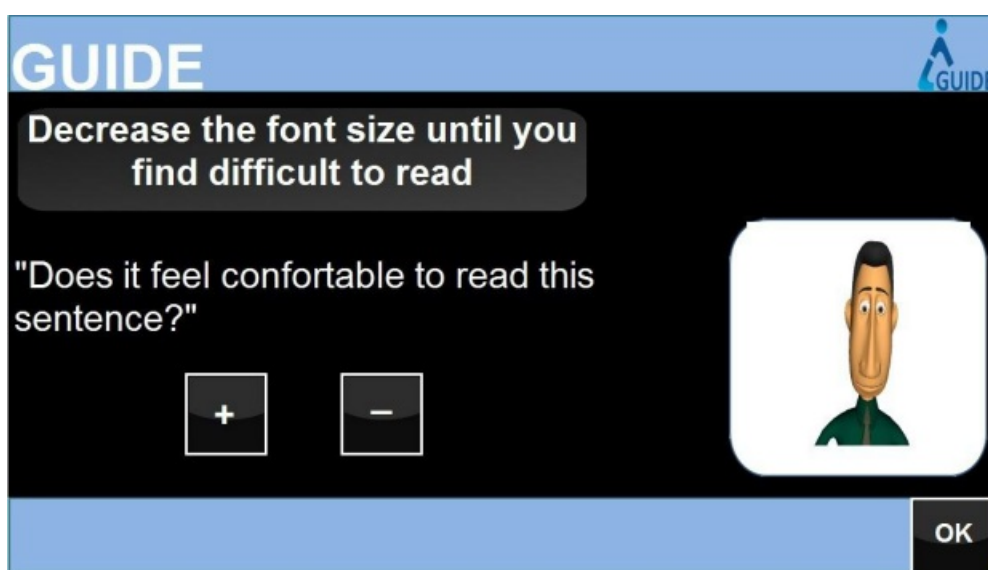 GUIDE
GUIDE
Decrease the font size until you
find difficult to read
"Does it feel confortable to read this
sentence?"
+ −
OK